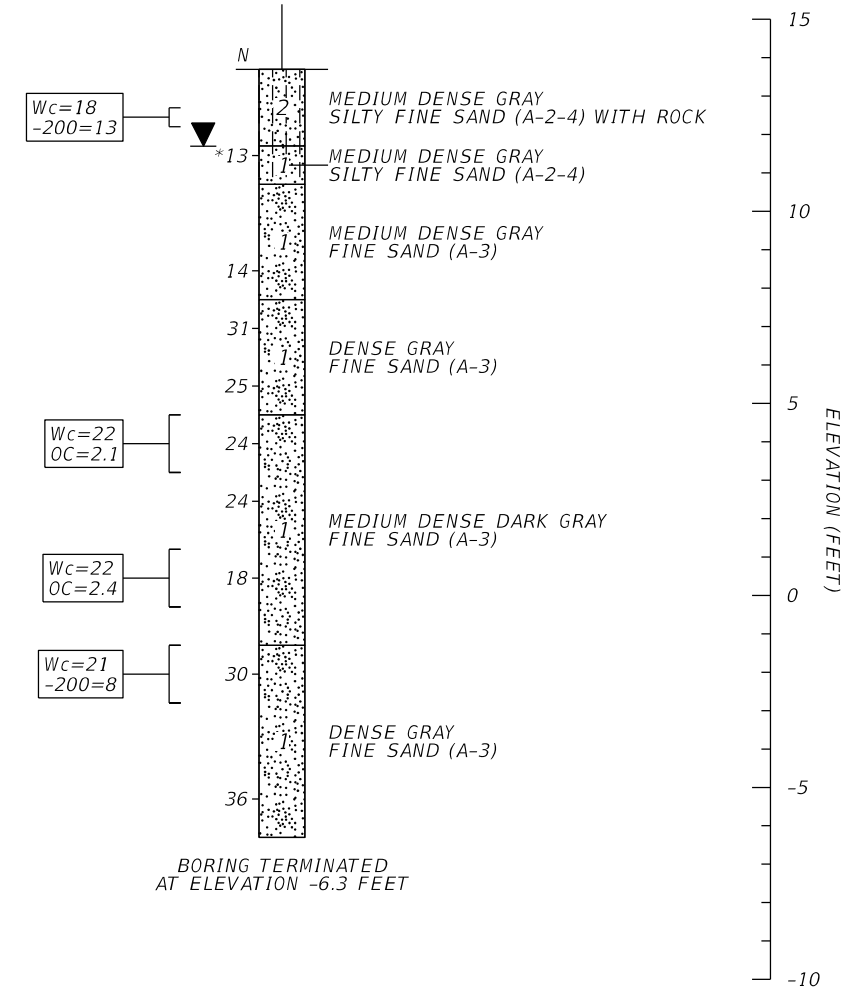 N
15
Wc=18
-200=13
2
MEDIUM DENSE GRAY
SILTY FINE SAND (A-2-4) WITH ROCK
*13
1
MEDIUM DENSE GRAY
SILTY FINE SAND (A-2-4)
10
1
MEDIUM DENSE GRAY
FINE SAND (A-3)
14
31
1
DENSE GRAY
FINE SAND (A-3)
25
5
Wc=22
OC=2.1
24
ELEVATION (FEET)
24
1
MEDIUM DENSE DARK GRAY
FINE SAND (A-3)
Wc=22
OC=2.4
18
0
Wc=21
-200=8
30
1
DENSE GRAY
FINE SAND (A-3)
-5
36
BORING TERMINATED
AT ELEVATION -6.3 FEET
-10